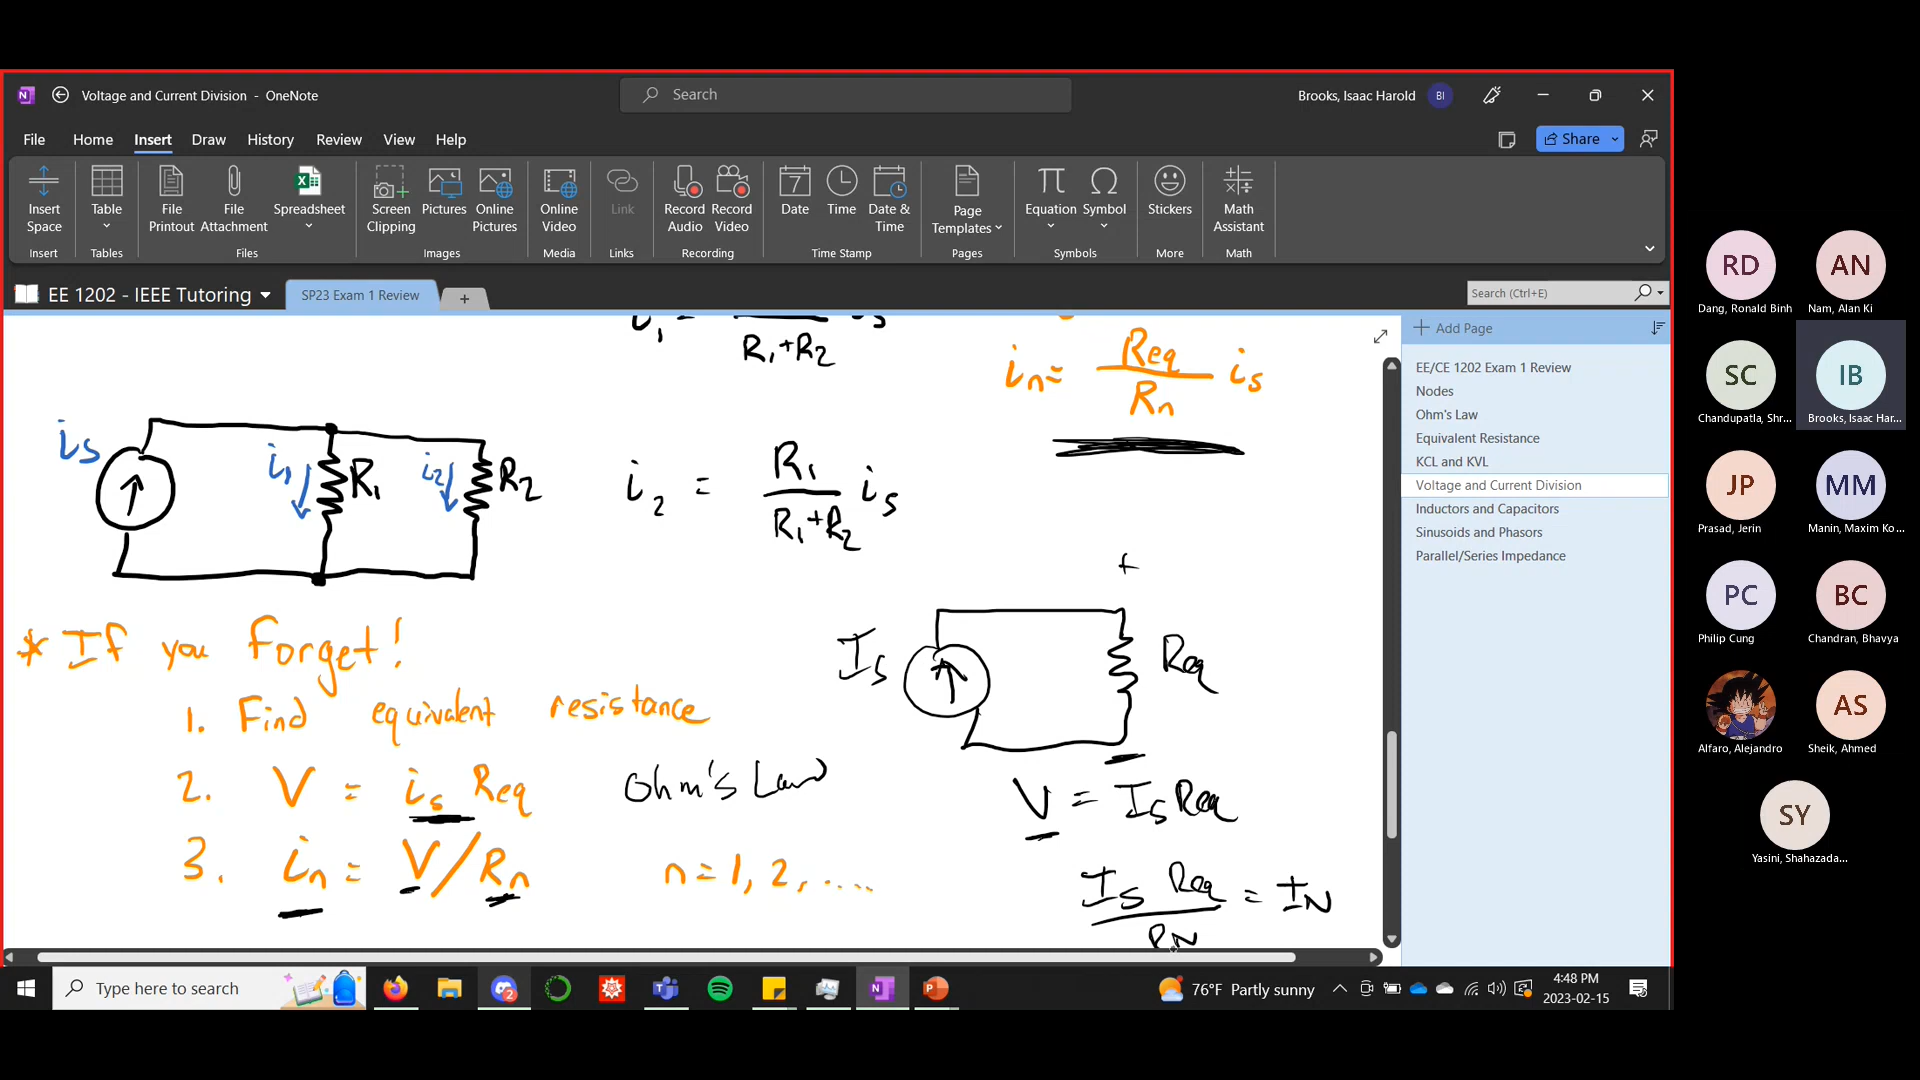 Voltage and Current Division - OneNote
Search
Brooks, Isaac Harold
BI
File Home Insert Draw History Review View Help
Share
Insert Space
Table
File Printout
File Attachment
Spreadsheet
Screen Clipping
Pictures
Online Pictures
Online Video
Link
Record Audio
Record Video
Date
Time
Date & Time
Page Templates
Equation
Symbol
Stickers
Math Assistant
Insert Tables Files Images Media Links Recording Time Stamp Pages Symbols More Math
EE 1202 - IEEE Tutoring
SP23 Exam 1 Review
Search (Ctrl+E)
Add Page
EE/CE 1202 Exam 1 Review
Nodes
Ohm's Law
Equivalent Resistance
KCL and KVL
Voltage and Current Division
Inductors and Capacitors
Sinusoids and Phasors
Parallel/Series Impedance
R1+R2
in = Req / Rn is
is
i1
R1
i2
R2
i2 = R1 / R1+R2 is
+
Is
Req
* If you Forget!
1. Find equivalent resistance
2. V = is Req Ohm's Law
3. in = V/Rn n = 1, 2, ....
V = Is Req
Is Req / RN = IN
RD
Dang, Ronald Binh
AN
Nam, Alan Ki
SC
Chandupatla, Shr...
IB
Brooks, Isaac Har...
JP
Prasad, Jerin
MM
Manin, Maxim Ko...
PC
Philip Cung
BC
Chandran, Bhavya
Alfaro, Alejandro
AS
Sheik, Ahmed
SY
Yasini, Shahazada...
Type here to search
76°F Partly sunny
4:48 PM
2023-02-15